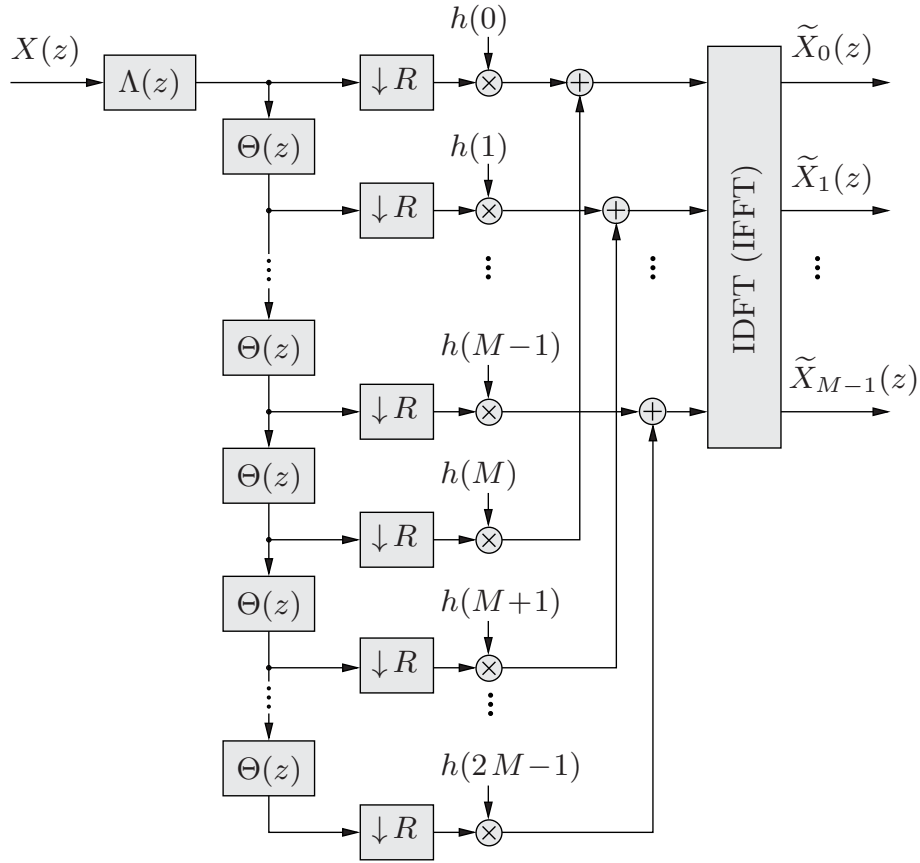 h(0)
X(z) Λ(z) ↓R × + X̃₀(z)
Θ(z)
h(1)
↓R × + X̃₁(z)
IDFT (IFFT)
Θ(z)
h(M−1)
↓R × + X̃_{M−1}(z)
Θ(z)
h(M)
↓R ×
Θ(z)
h(M+1)
↓R ×
Θ(z)
h(2M−1)
↓R ×